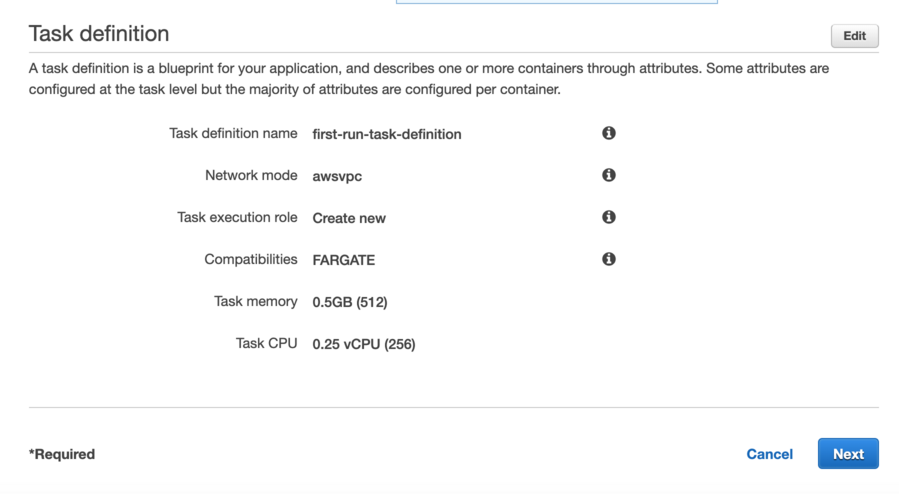 Task definition
Edit
A task definition is a blueprint for your application, and describes one or more containers through attributes. Some attributes are
configured at the task level but the majority of attributes are configured per container.
Task definition name first-run-task-definition
Network mode awsvpc
Task execution role Create new
Compatibilities FARGATE
Task memory 0.5GB (512)
Task CPU 0.25 vCPU (256)
*Required
Cancel
Next